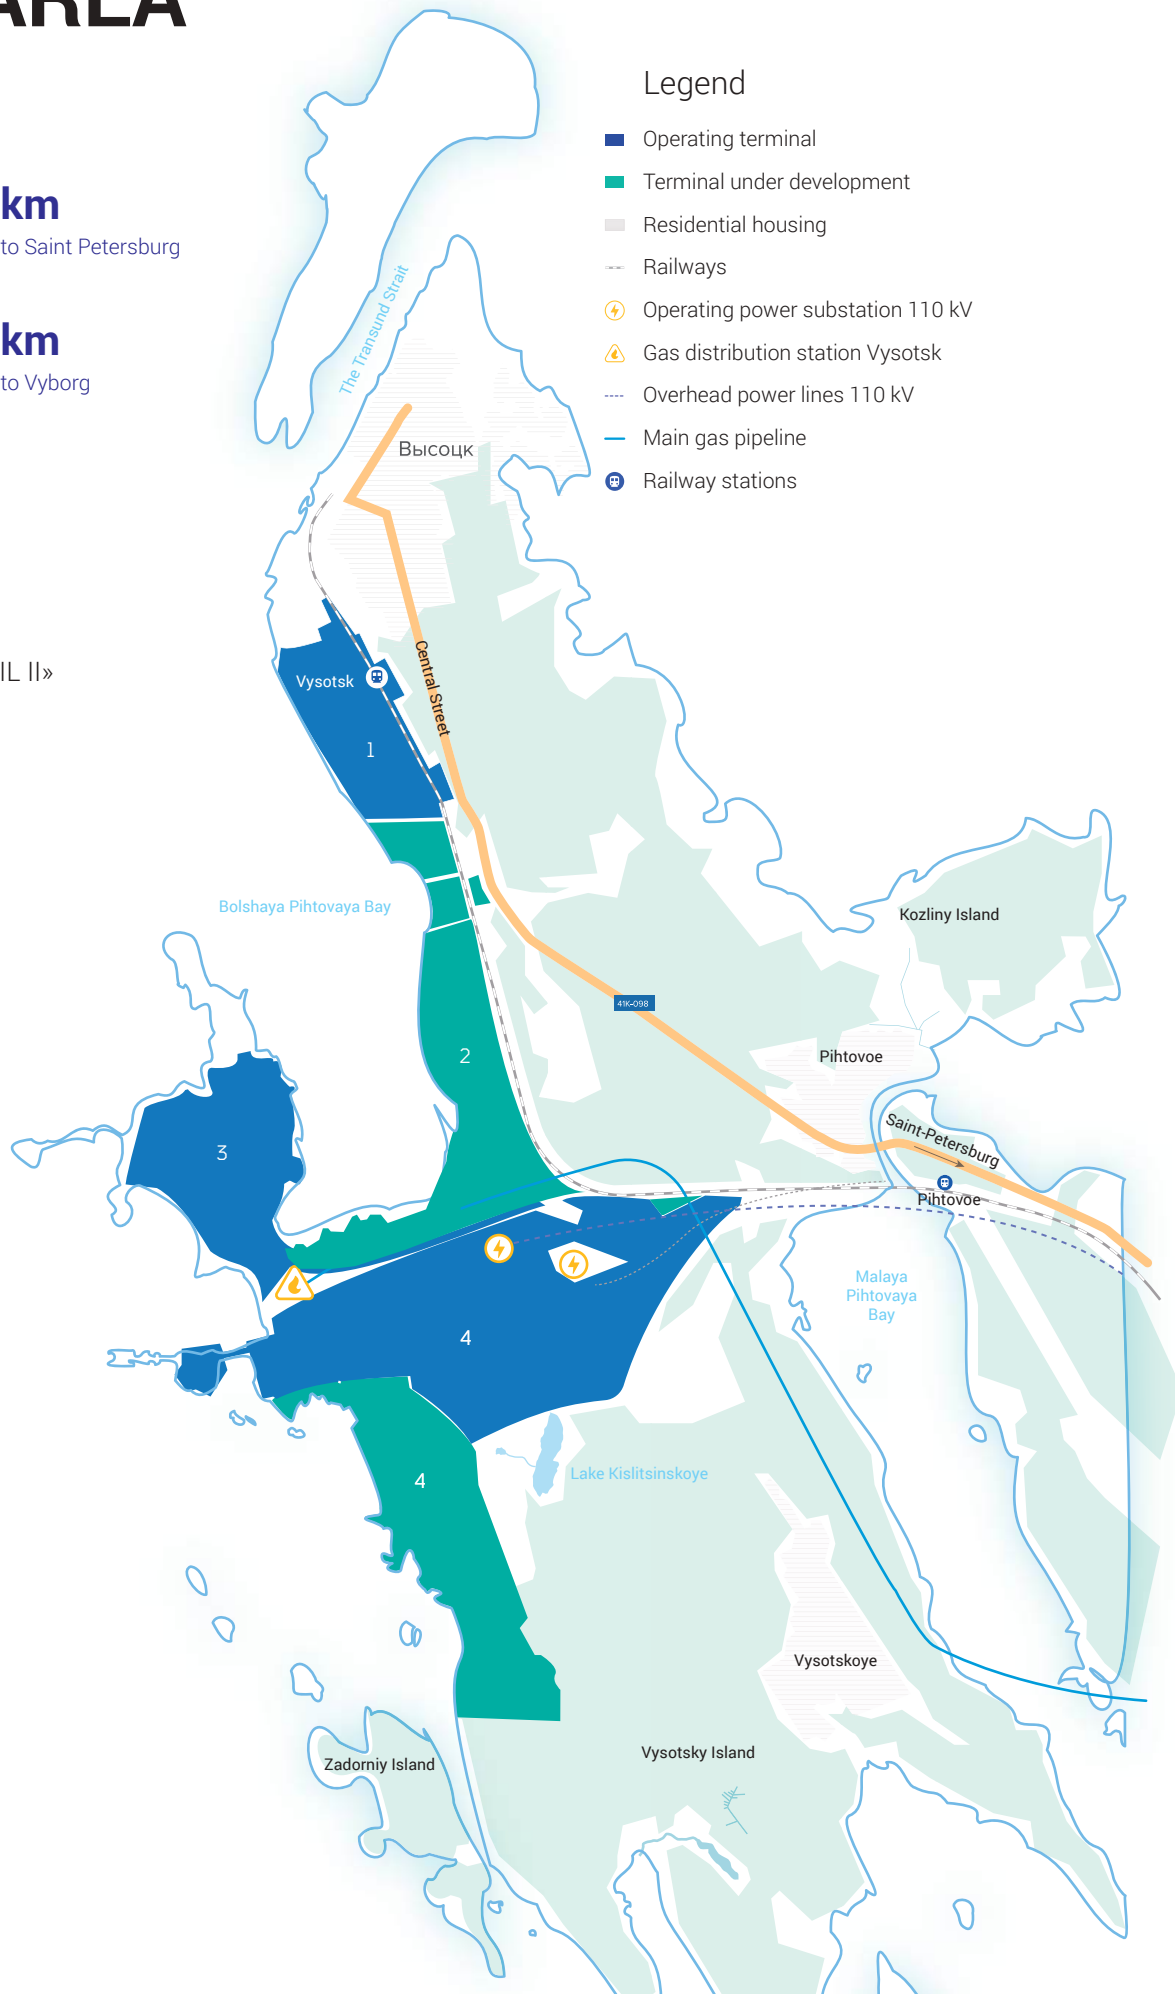 AREA
km
to Saint Petersburg
km
to Vyborg
IL II»
Legend
Operating terminal
Terminal under development
Residential housing
Railways
Operating power substation 110 kV
Gas distribution station Vysotsk
Overhead power lines 110 kV
Main gas pipeline
Railway stations
The Transund Strait
Высоцк
Central Street
Vysotsk
1
Bolshaya Pihtovaya Bay
Kozliny Island
41K-098
2
Pihtovoe
3
Saint-Petersburg
Pihtovoe
Malaya
Pihtovaya
Bay
4
Lake Kislitsinskoye
4
Vysotskoye
Vysotsky Island
Zadorniy Island